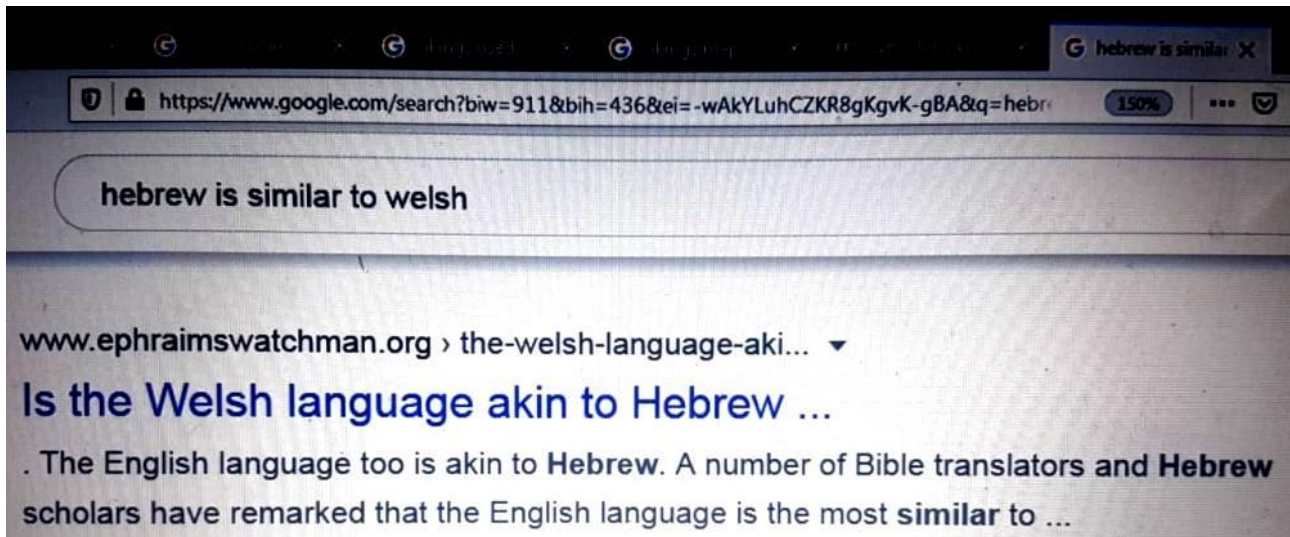 hebrew is similar
https://www.google.com/search?biw=911&bih=436&ei=-wAkYLuhCZKR8gKgvK-gBA&q=hebr
150%
hebrew is similar to welsh
www.ephraimswatchman.org › the-welsh-language-aki...
Is the Welsh language akin to Hebrew ...
. The English language too is akin to Hebrew. A number of Bible translators and Hebrew
scholars have remarked that the English language is the most similar to ...